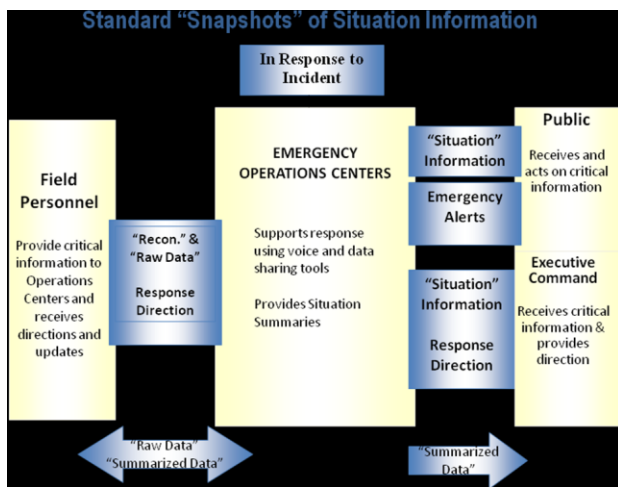 Standard “Snapshots” of Situation Information
In Response to
Incident
Field
Personnel
Provide critical
information to
Operations
Centers and
receives
directions and
updates
“Recon.” &
“Raw Data”
Response
Direction
EMERGENCY
OPERATIONS CENTERS
Supports response
using voice and data
sharing tools
Provides Situation
Summaries
“Situation”
Information
Emergency
Alerts
“Situation”
Information
Response
Direction
Public
Receives and
acts on critical
information
Executive
Command
Receives critical
information &
provides
direction
“Raw Data”
“Summarized Data”
“Summarized
Data”